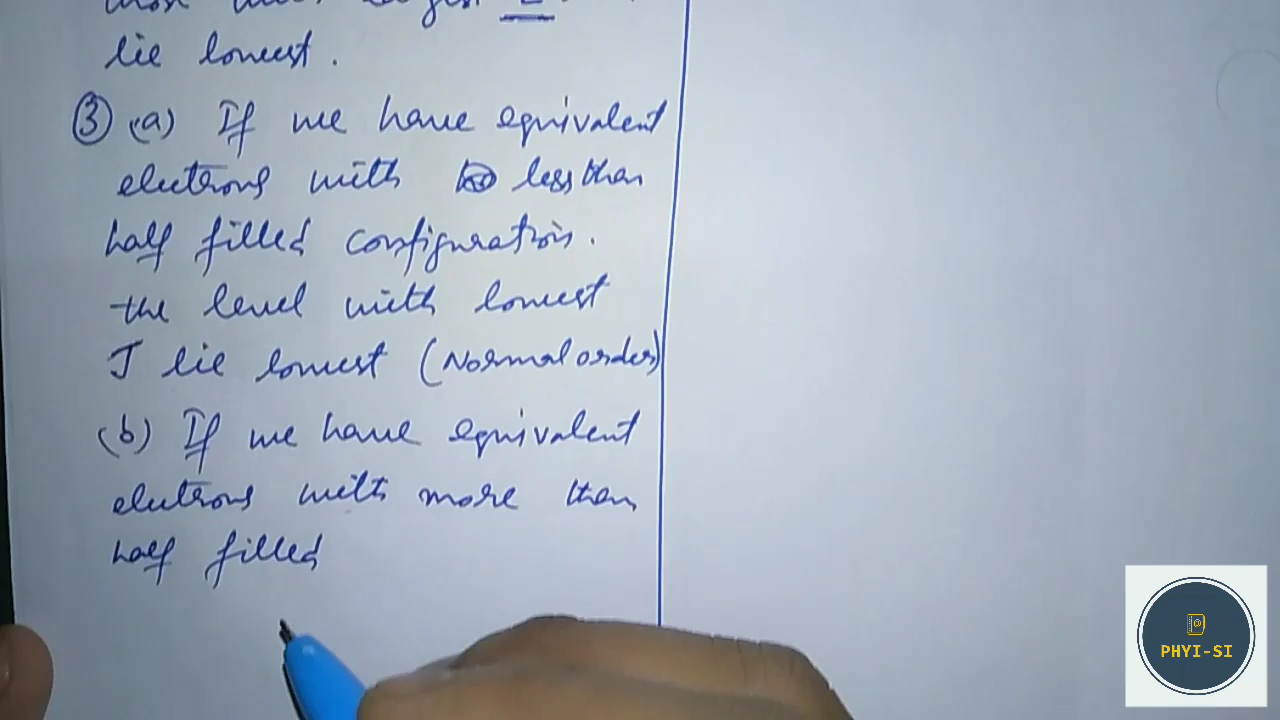 lie lowest.
③ (a) If we have equivalent
electrons with less than
half filled configuration.
the level with lowest
J lie lowest (Normal order)
(b) If we have equivalent
electrons with more than
half filled
PHYI-SI